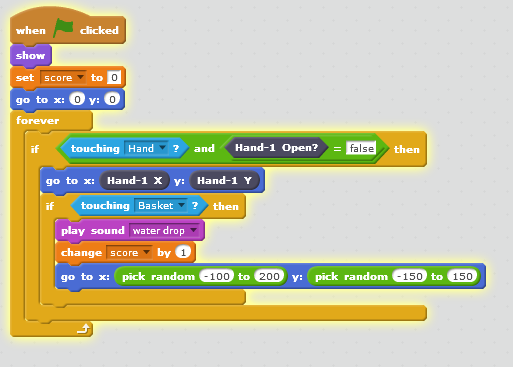 when clicked
show
set score to 0
go to x: 0 y: 0
forever
if touching Hand ? and Hand-1 Open? = false then
go to x: Hand-1 X y: Hand-1 Y
if touching Basket ? then
play sound water drop
change score by 1
go to x: pick random -100 to 200 y: pick random -150 to 150